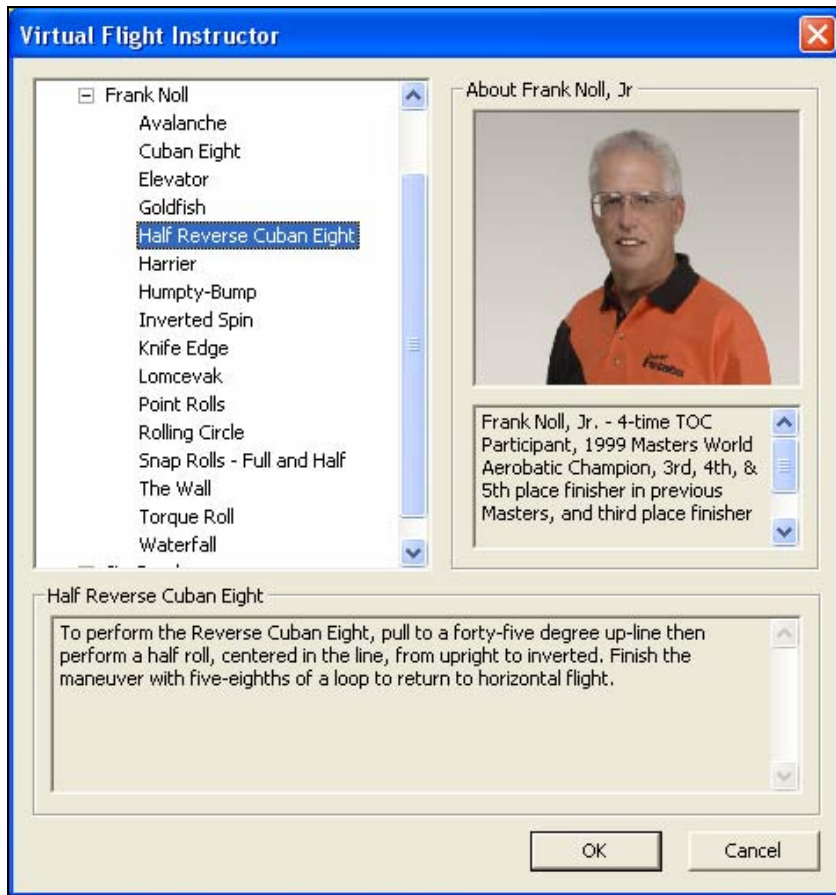 Virtual Flight Instructor
Frank Noll
Avalanche
Cuban Eight
Elevator
Goldfish
Half Reverse Cuban Eight
Harrier
Humpty-Bump
Inverted Spin
Knife Edge
Lomcevak
Point Rolls
Rolling Circle
Snap Rolls - Full and Half
The Wall
Torque Roll
Waterfall
About Frank Noll, Jr
Futaba
Frank Noll, Jr. - 4-time TOC
Participant, 1999 Masters World
Aerobatic Champion, 3rd, 4th, &
5th place finisher in previous
Masters, and third place finisher
Half Reverse Cuban Eight
To perform the Reverse Cuban Eight, pull to a forty-five degree up-line then
perform a half roll, centered in the line, from upright to inverted. Finish the
maneuver with five-eighths of a loop to return to horizontal flight.
OK
Cancel